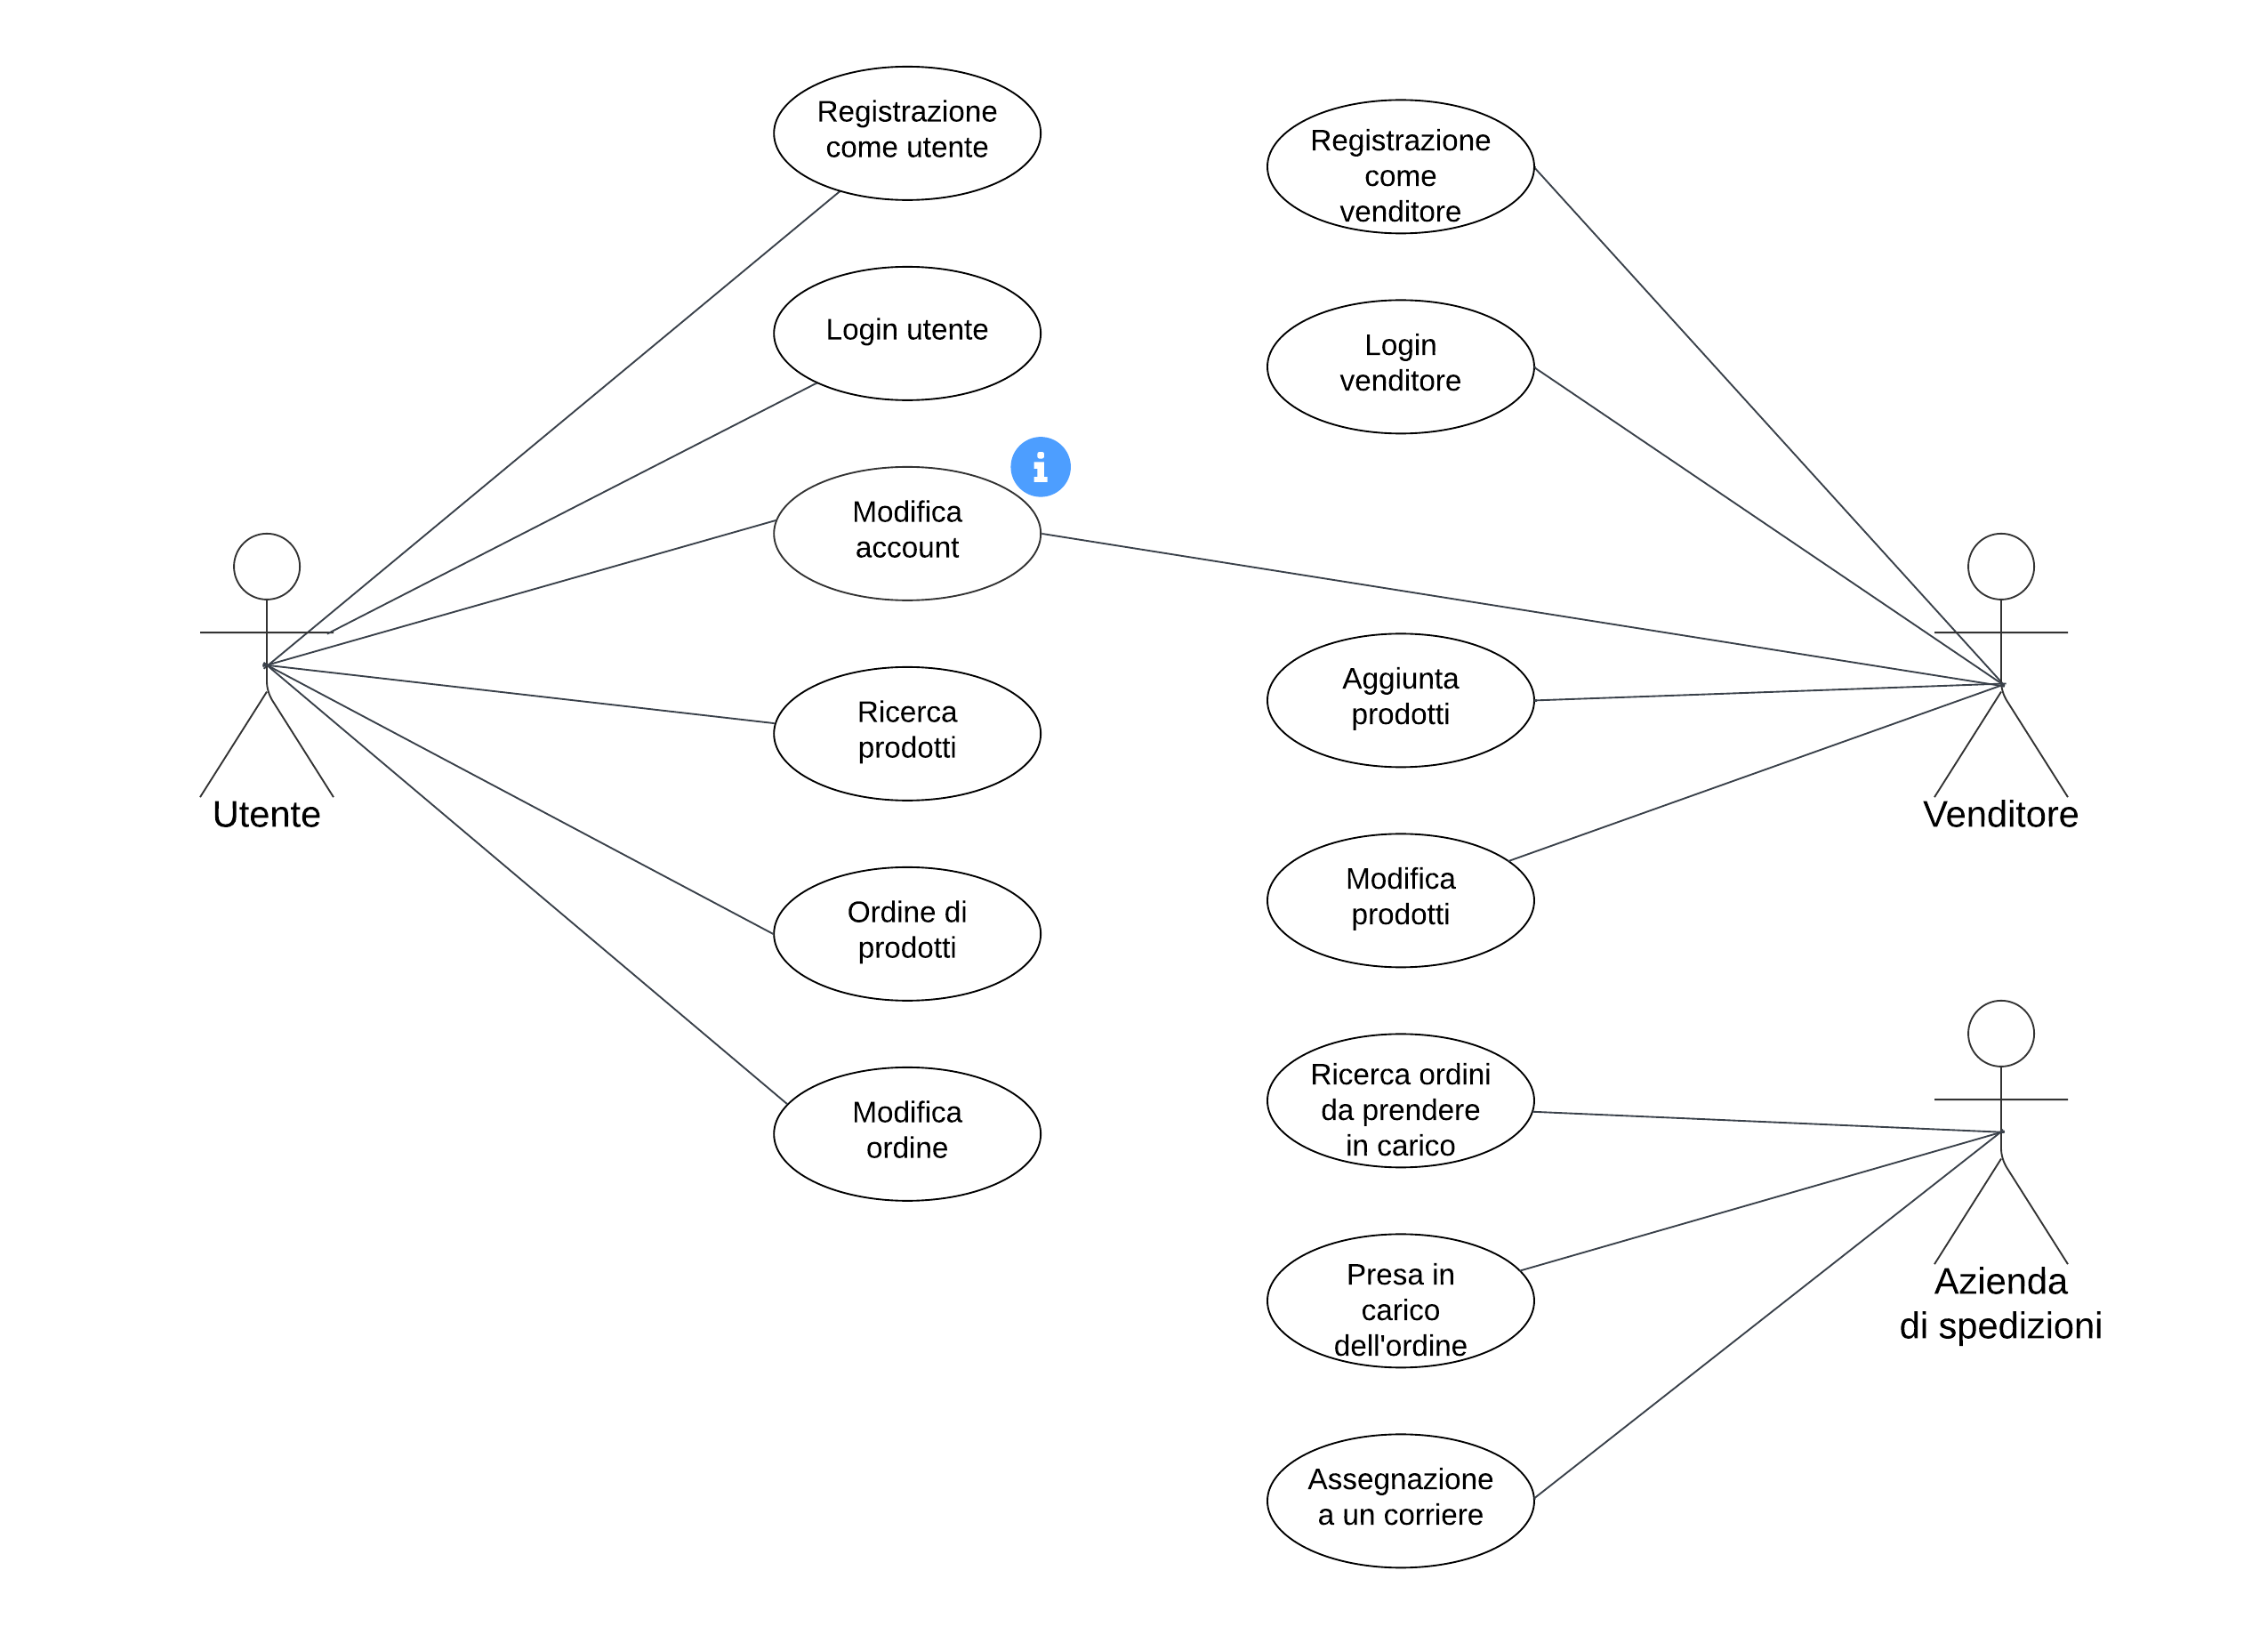 Registrazione
come utente
Login utente
Modifica
account
Ricerca
prodotti
Ordine di
prodotti
Modifica
ordine
Utente
Registrazione
come
venditore
Login
venditore
Aggiunta
prodotti
Modifica
prodotti
Venditore
Ricerca ordini
da prendere
in carico
Presa in
carico
dell'ordine
Assegnazione
a un corriere
Azienda
di spedizioni